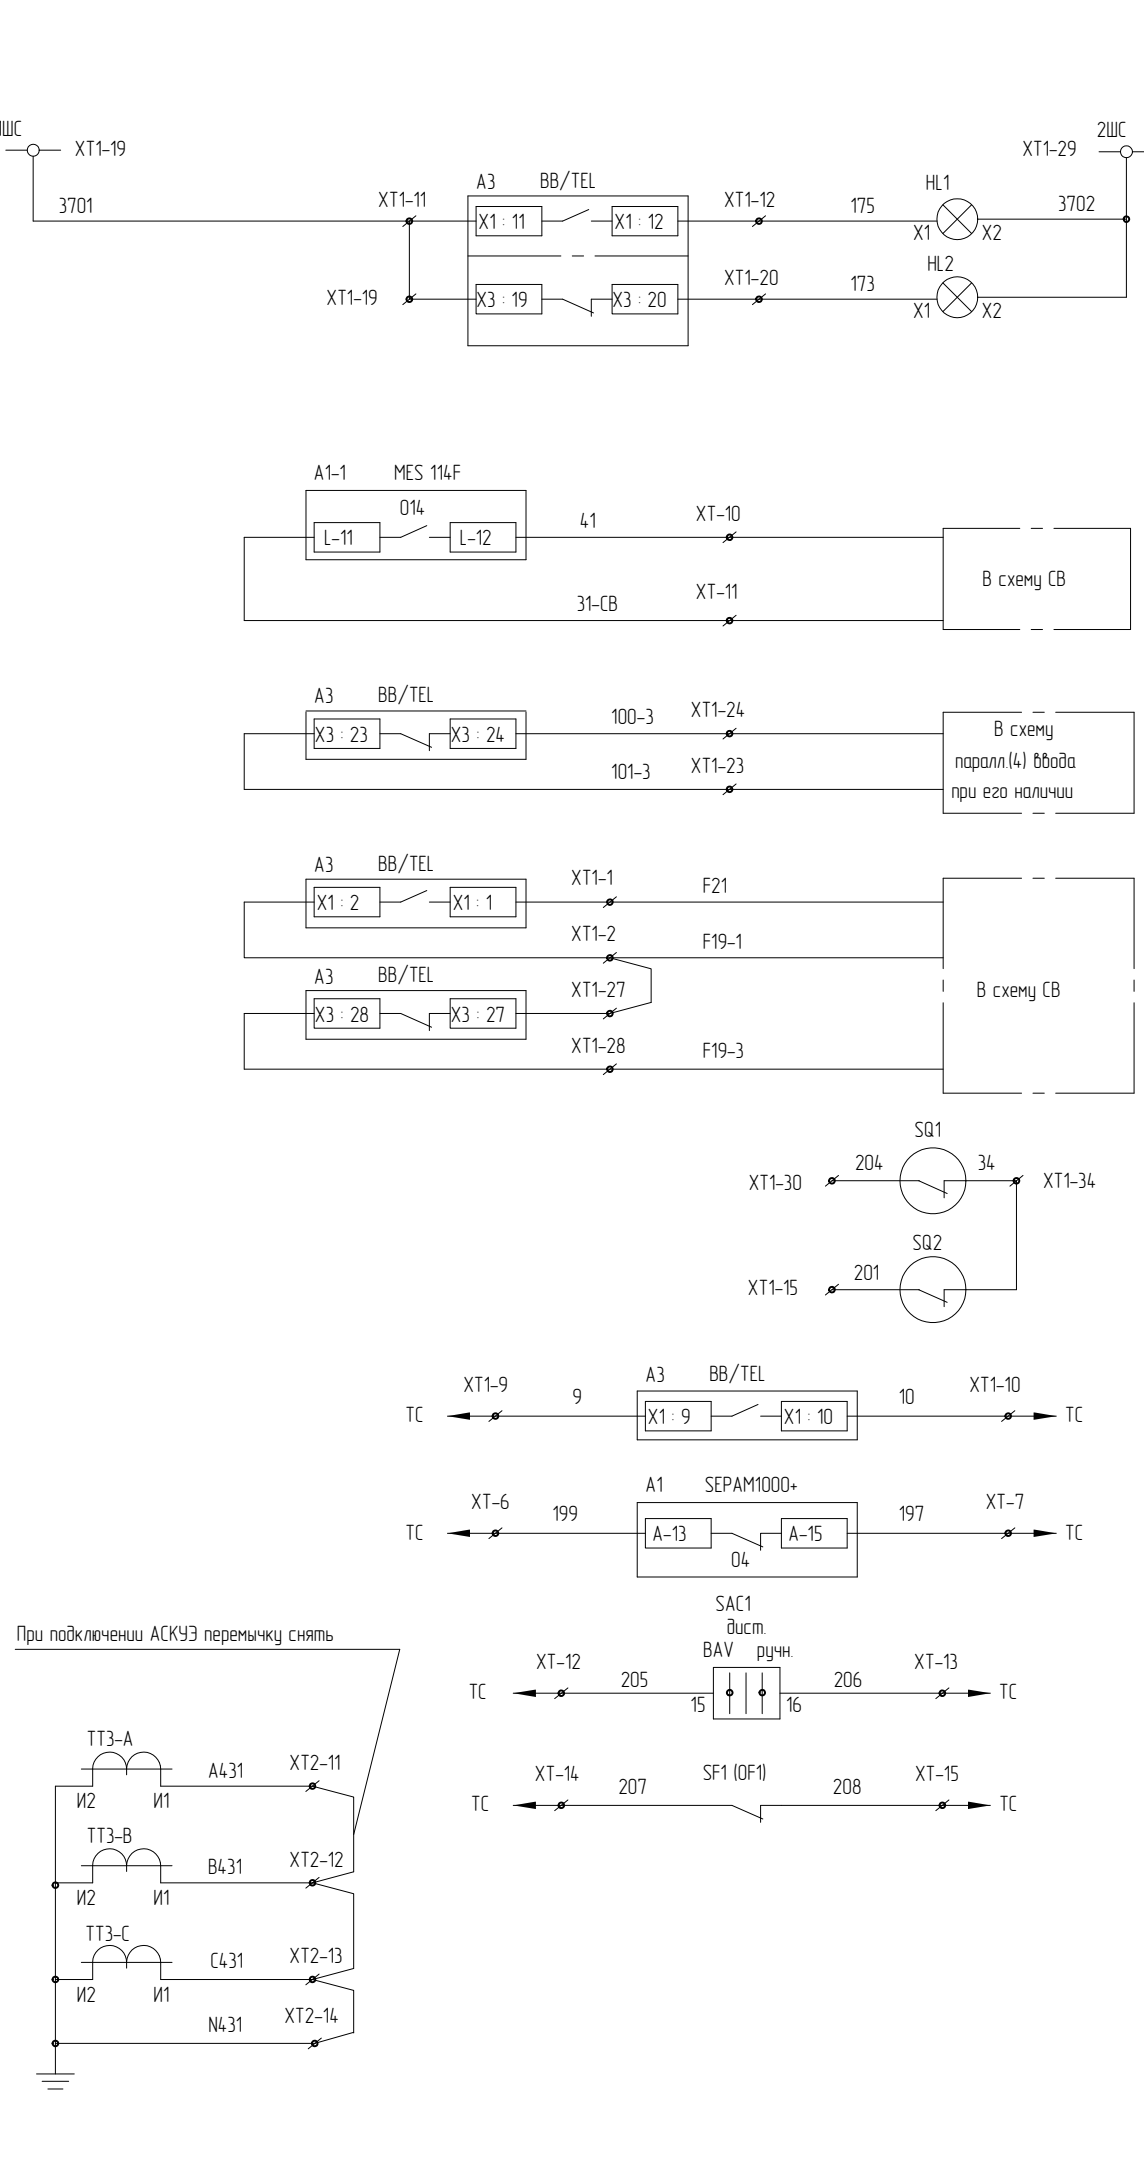 2ШС
XT1-19
XT1-29
A3 BB/TEL
HL1
3701
XT1-11
X1 : 11
X1 : 12
XT1-12
175
3702
X1
X2
HL2
XT1-19
X3 : 19
X3 : 20
XT1-20
173
X1
X2
A1-1 MES 114F
014
L-11
L-12
41
XT-10
В схему СВ
31-СВ
XT-11
A3 BB/TEL
X3 : 23
X3 : 24
100-3
XT1-24
101-3
XT1-23
В схему
паралл.(4) ввода
при его наличии
A3 BB/TEL
X1 : 2
X1 : 1
XT1-1
F21
XT1-2
F19-1
A3 BB/TEL
X3 : 28
X3 : 27
XT1-27
В схему СВ
XT1-28
F19-3
SQ1
XT1-30
204
34
XT1-34
SQ2
XT1-15
201
A3 BB/TEL
ТС
XT1-9
9
X1 : 9
X1 : 10
10
XT1-10
ТС
A1 SEPAM1000+
ТС
XT-6
199
A-13
A-15
04
197
XT-7
ТС
SAC1
дист.
BAV ручн.
ТС
XT-12
205
15
16
206
XT-13
ТС
ТС
XT-14
207
SF1 (OF1)
208
XT-15
ТС
При подключении АСКУЭ перемычку снять
ТТ3-А
И2
И1
A431
XT2-11
ТТ3-В
И2
И1
B431
XT2-12
ТТ3-С
И2
И1
C431
XT2-13
N431
XT2-14